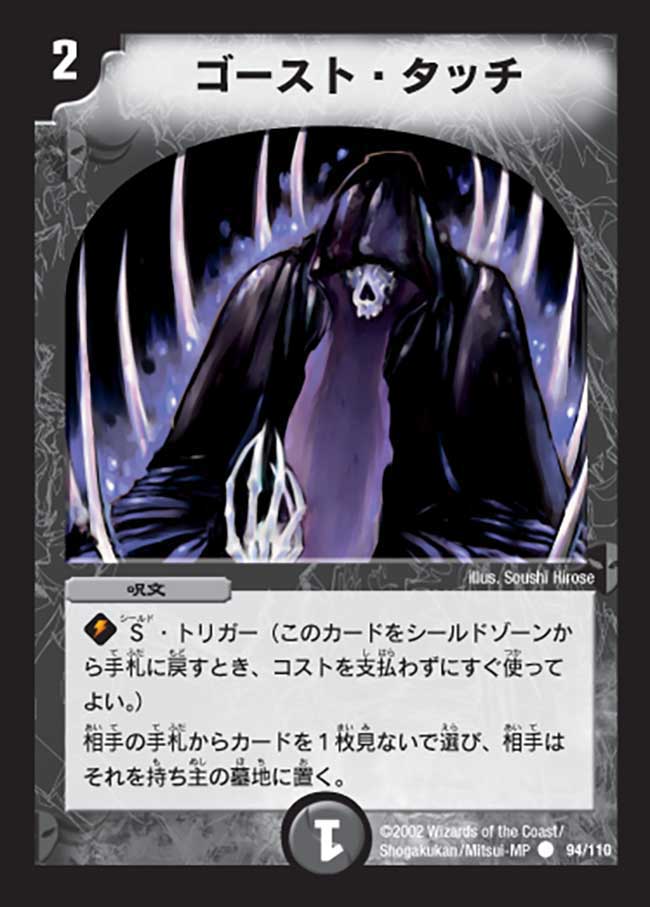 2
ゴースト・タッチ
illus. Soushi Hirose
呪文
S・トリガー（このカードをシールドゾーンか
ら手札に戻すとき、コストを支払わずにすぐ使って
よい。）
相手の手札からカードを1枚見ないで選び、相手は
それを持ち主の墓地に置く。
1
©2002 Wizards of the Coast/
Shogakukan/Mitsui-MP 94/110